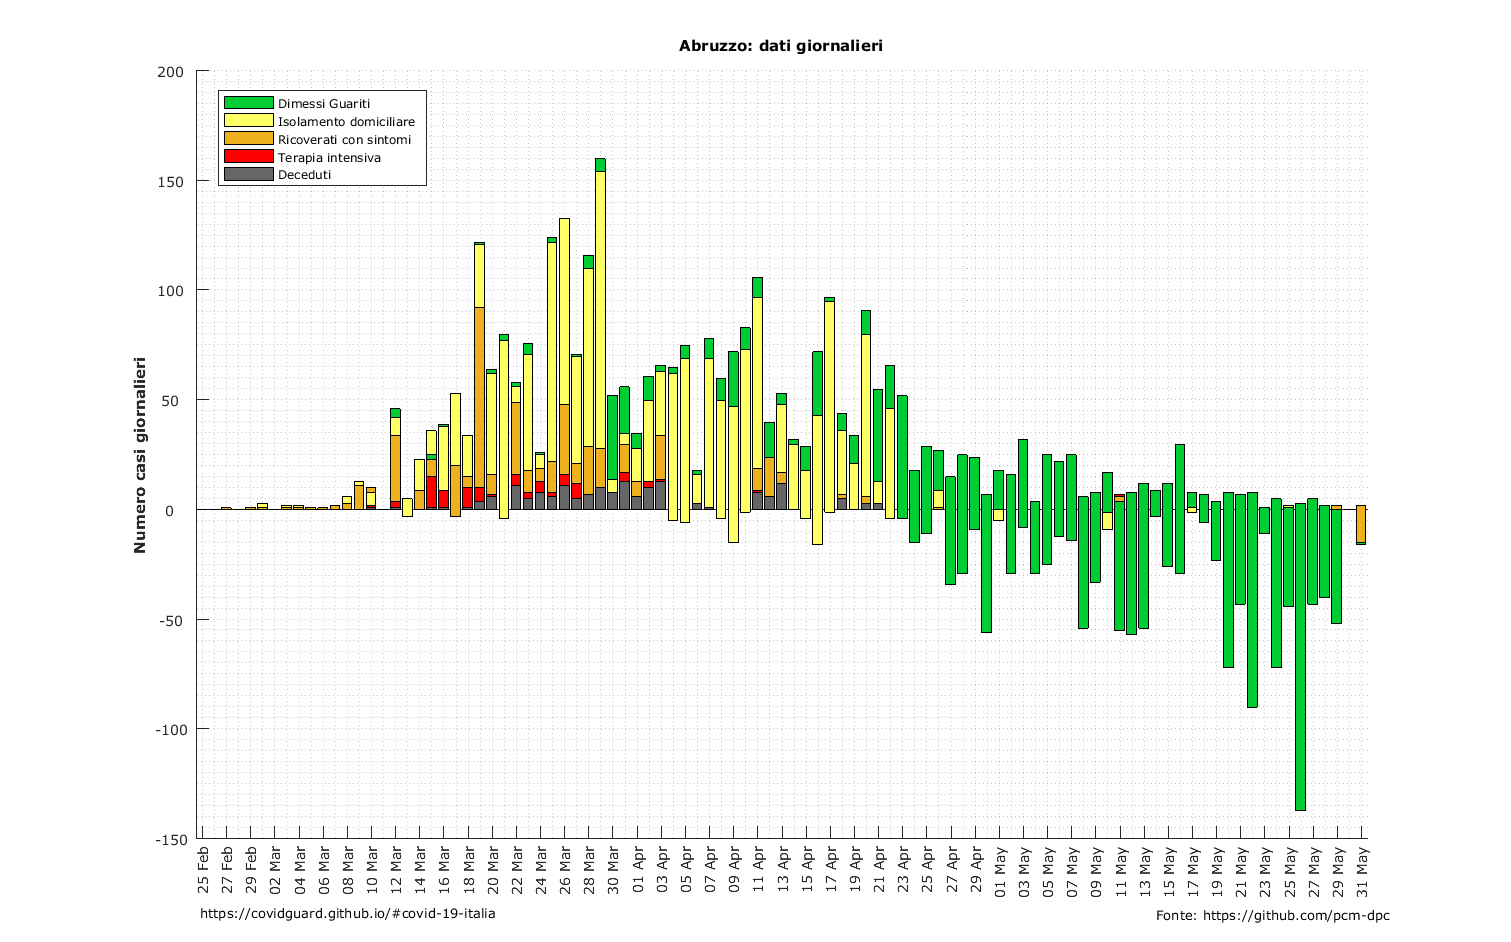 Abruzzo: dati giornalieri
200
150
100
50
0
-50
-100
-150
Numero casi giornalieri
Dimessi Guariti
Isolamento domiciliare
Ricoverati con sintomi
Terapia intensiva
Deceduti
25 Feb
27 Feb
29 Feb
02 Mar
04 Mar
06 Mar
08 Mar
10 Mar
12 Mar
14 Mar
16 Mar
18 Mar
20 Mar
22 Mar
24 Mar
26 Mar
28 Mar
30 Mar
01 Apr
03 Apr
05 Apr
07 Apr
09 Apr
11 Apr
13 Apr
15 Apr
17 Apr
19 Apr
21 Apr
23 Apr
25 Apr
27 Apr
29 Apr
01 May
03 May
05 May
07 May
09 May
11 May
13 May
15 May
17 May
19 May
21 May
23 May
25 May
27 May
29 May
31 May
https://covidguard.github.io/#covid-19-italia
Fonte: https://github.com/pcm-dpc